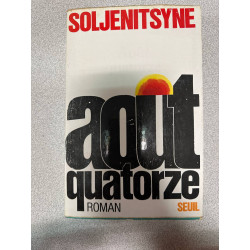 SOLJENITSYNE
août
quatorze
ROMAN SEUIL